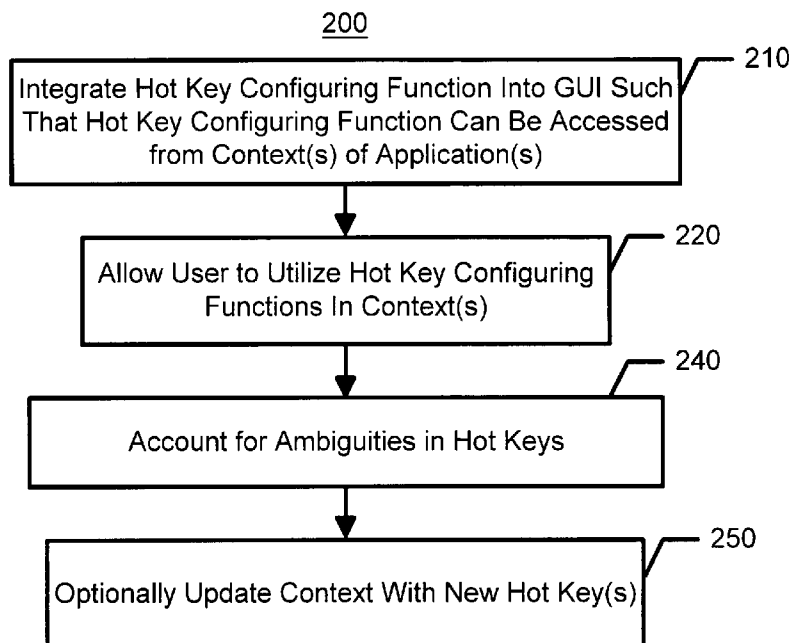 200
210
Integrate Hot Key Configuring Function Into GUI Such
That Hot Key Configuring Function Can Be Accessed
from Context(s) of Application(s)
220
Allow User to Utilize Hot Key Configuring
Functions In Context(s)
240
Account for Ambiguities in Hot Keys
250
Optionally Update Context With New Hot Key(s)